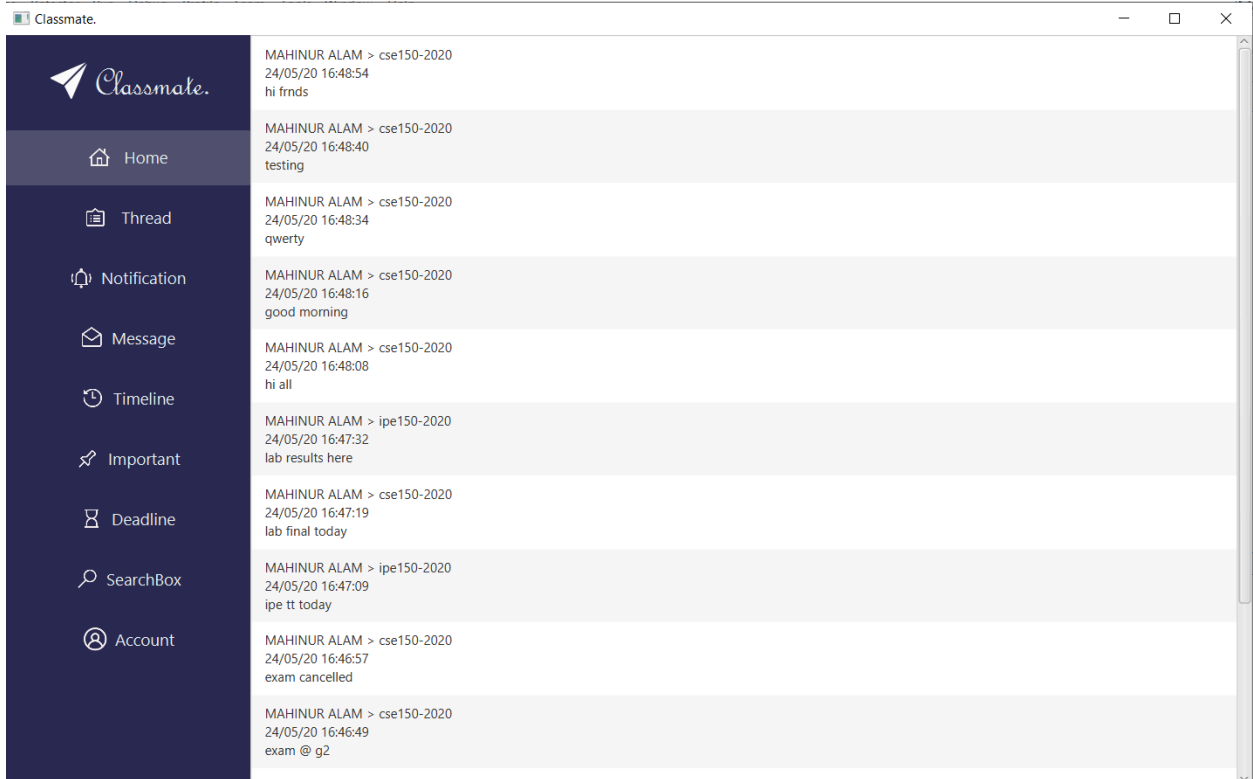 Classmate.
Classmate.
Home
Thread
Notification
Message
Timeline
Important
Deadline
SearchBox
Account
MAHINUR ALAM > cse150-2020
24/05/20 16:48:54
hi frnds
MAHINUR ALAM > cse150-2020
24/05/20 16:48:40
testing
MAHINUR ALAM > cse150-2020
24/05/20 16:48:34
qwerty
MAHINUR ALAM > cse150-2020
24/05/20 16:48:16
good morning
MAHINUR ALAM > cse150-2020
24/05/20 16:48:08
hi all
MAHINUR ALAM > ipe150-2020
24/05/20 16:47:32
lab results here
MAHINUR ALAM > cse150-2020
24/05/20 16:47:19
lab final today
MAHINUR ALAM > ipe150-2020
24/05/20 16:47:09
ipe tt today
MAHINUR ALAM > cse150-2020
24/05/20 16:46:57
exam cancelled
MAHINUR ALAM > cse150-2020
24/05/20 16:46:49
exam @ g2